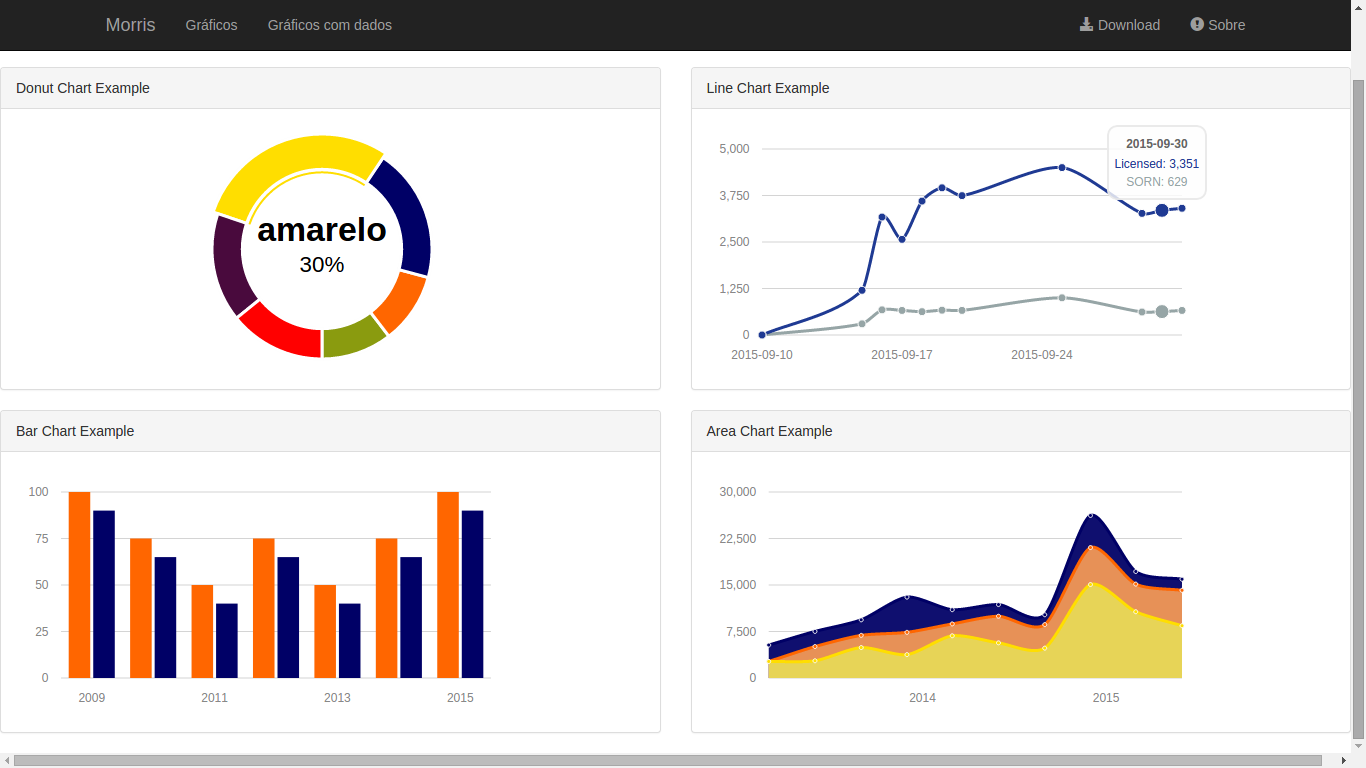 Morris Gráficos Gráficos com dados Download Sobre
Donut Chart Example
amarelo
30%
Line Chart Example
5,000
3,750
2,500
1,250
0
2015-09-10 2015-09-17 2015-09-24
2015-09-30
Licensed: 3,351
SORN: 629
Bar Chart Example
100
75
50
25
0
2009 2011 2013 2015
Area Chart Example
30,000
22,500
15,000
7,500
0
2014 2015